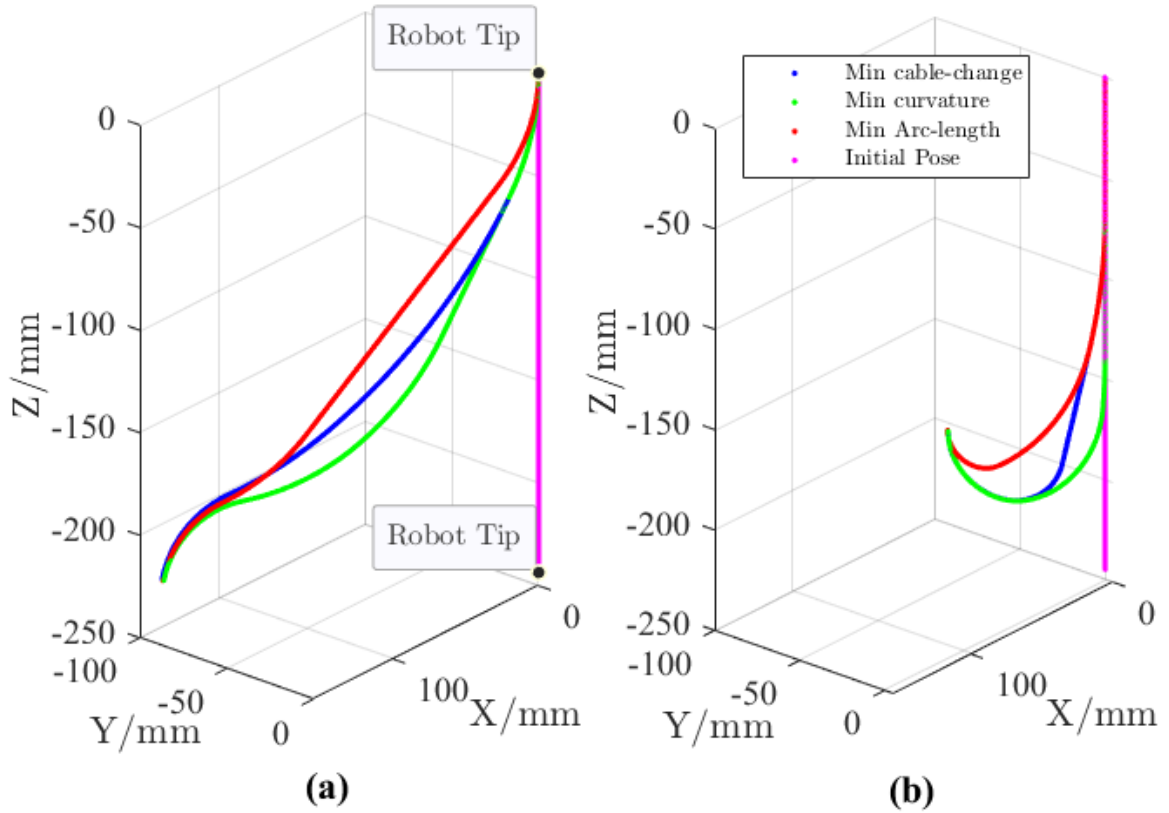 Robot Tip
0
-50
-100
-150
-200
-250
Z/mm
Robot Tip
-100
-50
0
Y/mm
0
100
X/mm
(a)
Min cable-change
Min curvature
Min Arc-length
Initial Pose
0
-50
-100
-150
-200
-250
Z/mm
-100
-50
0
Y/mm
0
100
X/mm
(b)